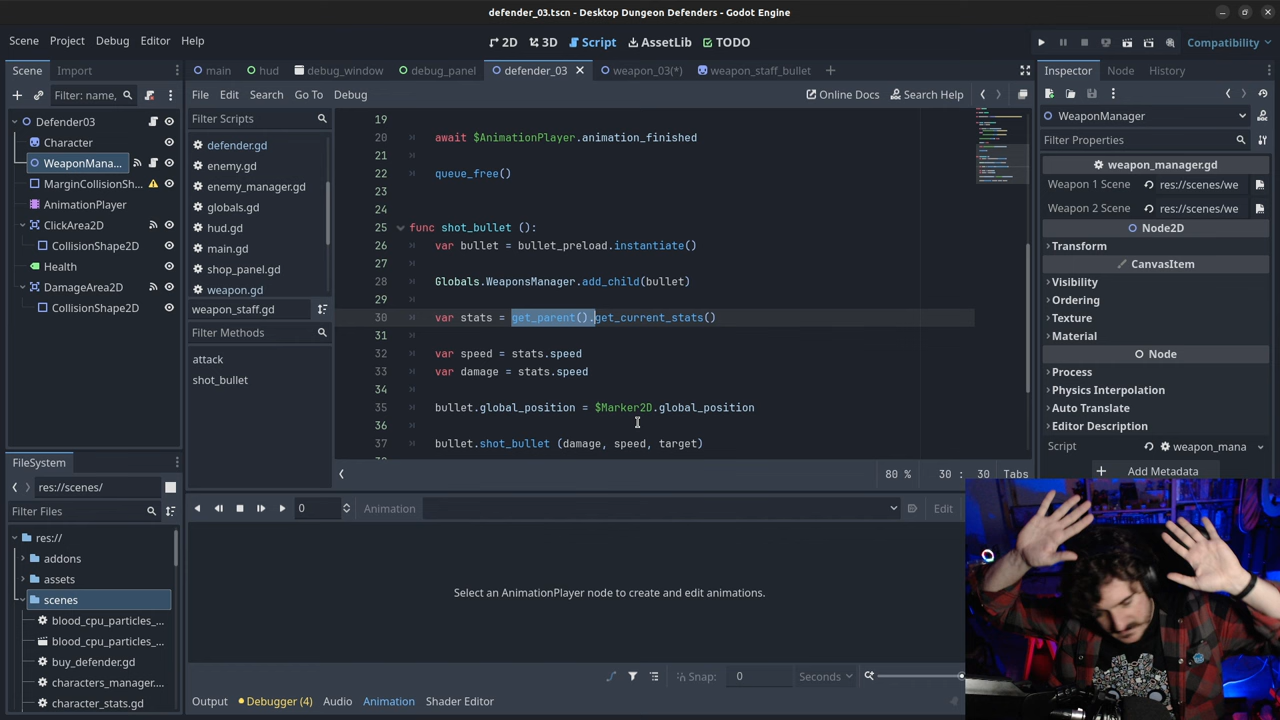 defender_03.tscn - Desktop Dungeon Defenders - Godot Engine
Scene Project Debug Editor Help
2D 3D Script AssetLib TODO
Compatibility
Scene Import
main hud debug_window debug_panel defender_03 weapon_03(*) weapon_staff_bullet
Inspector Node History
Filter: name,
File Edit Search Go To Debug
Online Docs Search Help
Defender03
Character
WeaponMana...
MarginCollisionSh...
AnimationPlayer
ClickArea2D
CollisionShape2D
Health
DamageArea2D
CollisionShape2D
Filter Scripts
defender.gd
enemy.gd
enemy_manager.gd
globals.gd
hud.gd
main.gd
shop_panel.gd
weapon.gd
weapon_staff.gd
Filter Methods
attack
shot_bullet
19
20 await $AnimationPlayer.animation_finished
21
22 queue_free()
23
24
25 func shot_bullet ():
26 var bullet = bullet_preload.instantiate()
27
28 Globals.WeaponsManager.add_child(bullet)
29
30 var stats = get_parent().get_current_stats()
31
32 var speed = stats.speed
33 var damage = stats.speed
34
35 bullet.global_position = $Marker2D.global_position
36
37 bullet.shot_bullet (damage, speed, target)
80 % 30 : 30 Tabs
WeaponManager
Filter Properties
weapon_manager.gd
Weapon 1 Scene res://scenes/we
Weapon 2 Scene res://scenes/we
Node2D
Transform
CanvasItem
Visibility
Ordering
Texture
Material
Node
Process
Physics Interpolation
Auto Translate
Editor Description
Script weapon_mana
Add Metadata
FileSystem
res://scenes/
Filter Files
res://
addons
assets
scenes
blood_cpu_particles_...
blood_cpu_particles_...
buy_defender.gd
characters_manager....
character_stats.gd
0 Animation Edit
Select an AnimationPlayer node to create and edit animations.
Snap: 0 Seconds
Output Debugger (4) Audio Animation Shader Editor